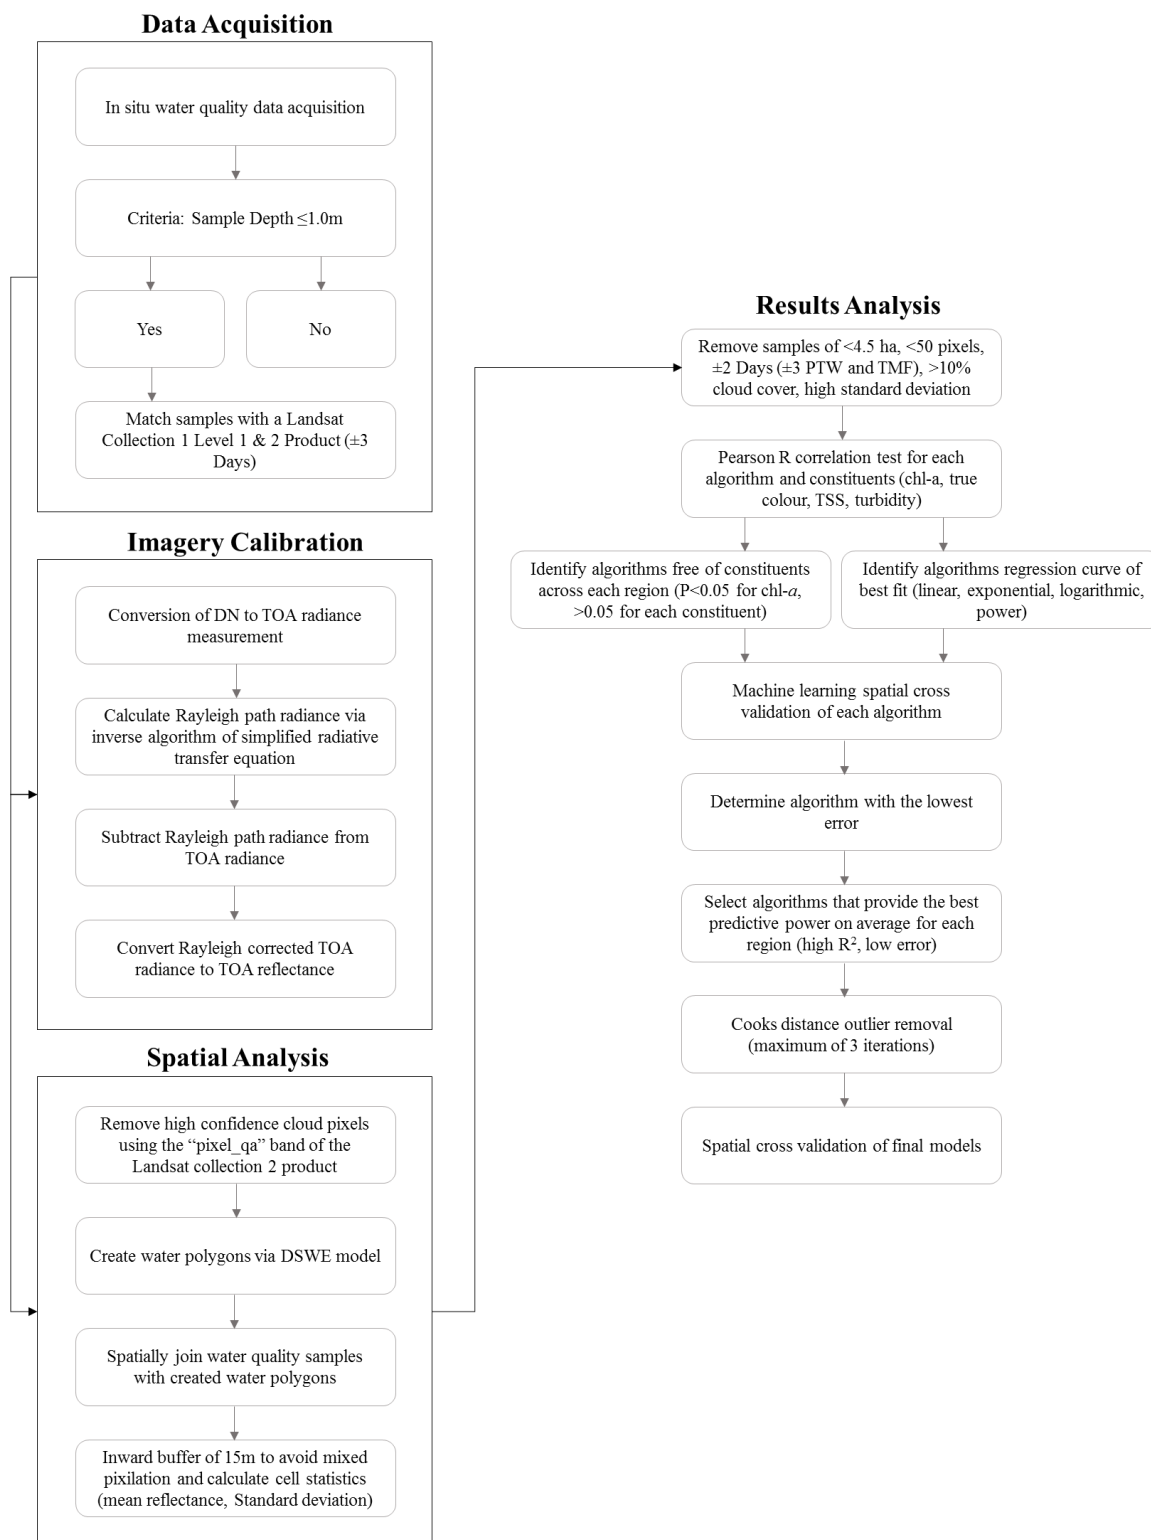 Data Acquisition
In situ water quality data acquisition
Criteria: Sample Depth ≤1.0m
Yes
No
Match samples with a Landsat
Collection 1 Level 1 & 2 Product (±3
Days)
Imagery Calibration
Conversion of DN to TOA radiance
measurement
Calculate Rayleigh path radiance via
inverse algorithm of simplified radiative
transfer equation
Subtract Rayleigh path radiance from
TOA radiance
Convert Rayleigh corrected TOA
radiance to TOA reflectance
Spatial Analysis
Remove high confidence cloud pixels
using the “pixel_qa” band of the
Landsat collection 2 product
Create water polygons via DSWE model
Spatially join water quality samples
with created water polygons
Inward buffer of 15m to avoid mixed
pixilation and calculate cell statistics
(mean reflectance, Standard deviation)
Results Analysis
Remove samples of <4.5 ha, <50 pixels,
±2 Days (±3 PTW and TMF), >10%
cloud cover, high standard deviation
Pearson R correlation test for each
algorithm and constituents (chl-a, true
colour, TSS, turbidity)
Identify algorithms free of constituents
across each region (P<0.05 for chl-a,
>0.05 for each constituent)
Identify algorithms regression curve of
best fit (linear, exponential, logarithmic,
power)
Machine learning spatial cross
validation of each algorithm
Determine algorithm with the lowest
error
Select algorithms that provide the best
predictive power on average for each
region (high R², low error)
Cooks distance outlier removal
(maximum of 3 iterations)
Spatial cross validation of final models